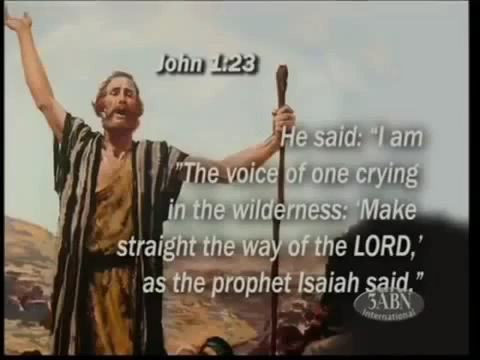 John 1:23
He said: “I am
”The voice of one crying
in the wilderness: ‘Make
straight the way of the LORD,’
as the prophet Isaiah said.”
3ABN
International